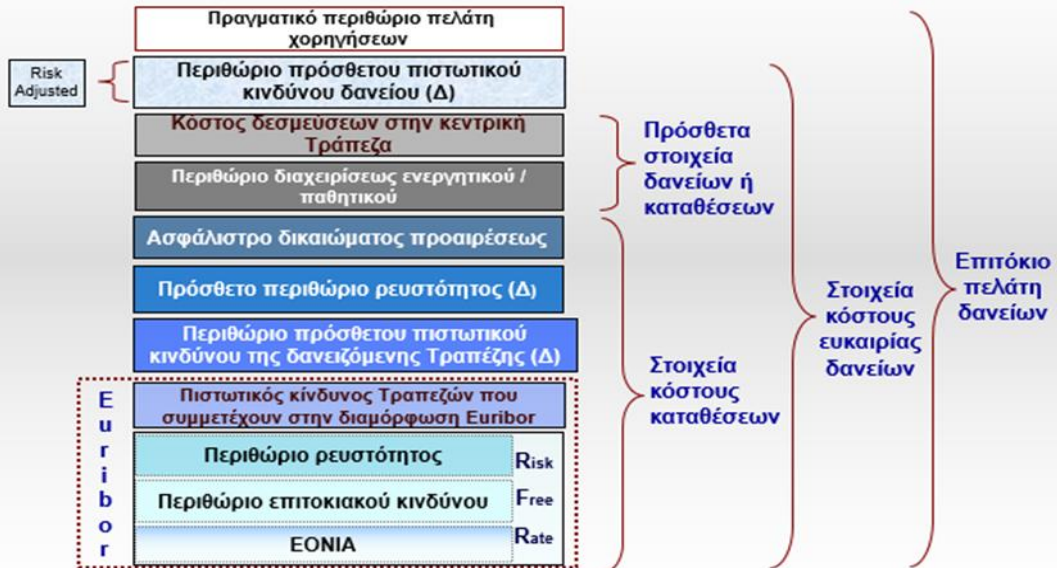 Πραγματικό περιθώριο πελάτη
χορηγήσεων
Risk
Adjusted
Περιθώριο πρόσθετου πιστωτικού
κινδύνου δανείου (Δ)
Κόστος δεσμεύσεων στην κεντρική
Τράπεζα
Περιθώριο διαχειρίσεως ενεργητικού /
παθητικού
Πρόσθετα
στοιχεία
δανείων ή
καταθέσεων
Ασφάλιστρο δικαιώματος προαιρέσεως
Πρόσθετο περιθώριο ρευστότητος (Δ)
Περιθώριο πρόσθετου πιστωτικού
κινδύνου της δανειζόμενης Τραπέζης (Δ)
Πιστωτικός κίνδυνος Τραπεζών που
συμμετέχουν στην διαμόρφωση Euribor
Περιθώριο ρευστότητος
Περιθώριο επιτοκιακού κινδύνου
EONIA
Risk
Free
Rate
Euribor
Στοιχεία
κόστους
καταθέσεων
Στοιχεία
κόστους
ευκαιρίας
δανείων
Επιτόκιο
πελάτη
δανείων